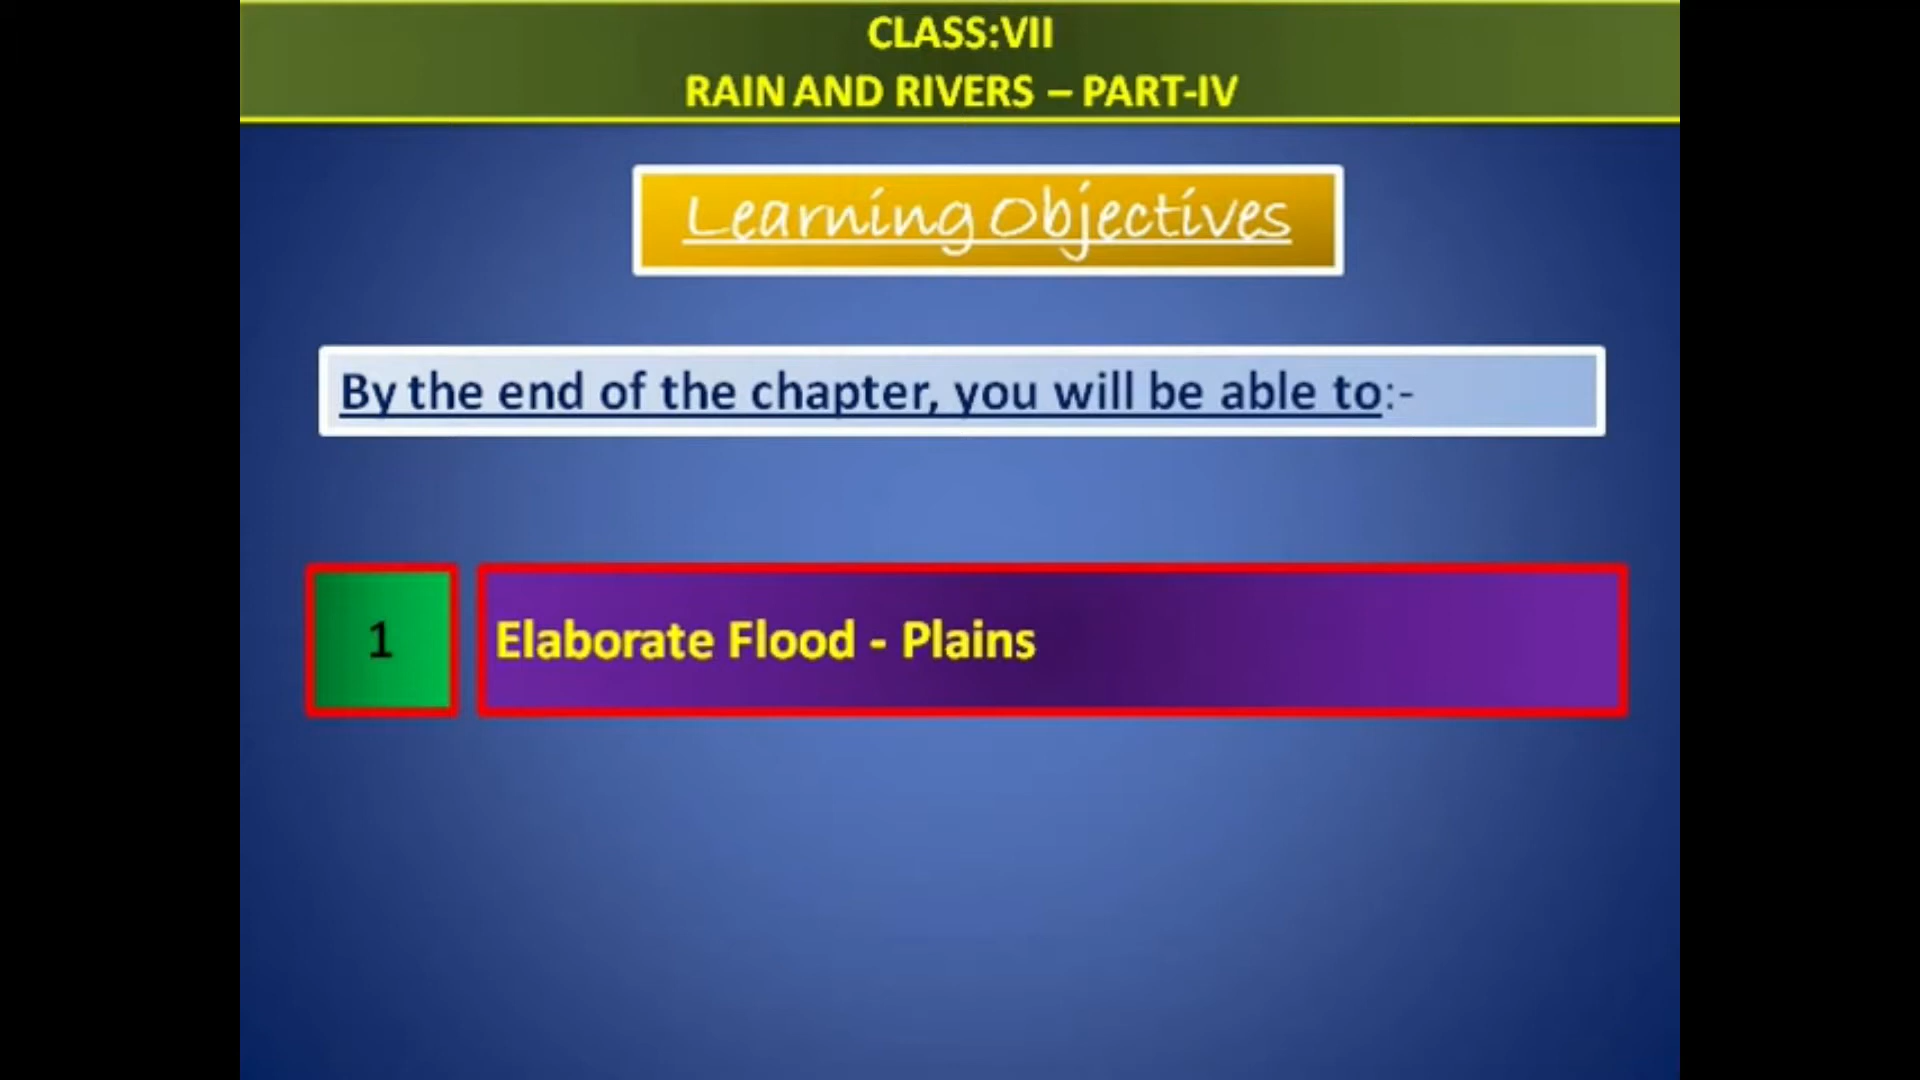 CLASS:VII
RAIN AND RIVERS – PART-IV
Learning Objectives
By the end of the chapter, you will be able to:-
1
Elaborate Flood - Plains